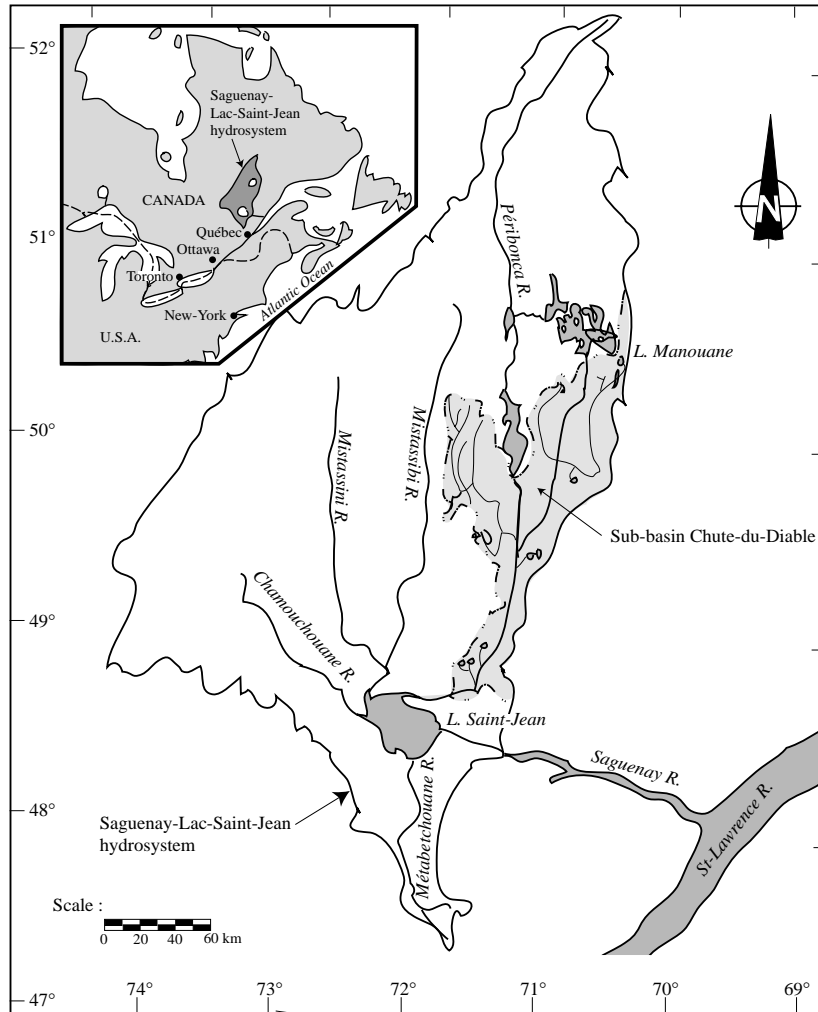 52°
51°
50°
49°
48°
47°
Saguenay-
Lac-Saint-Jean
hydrosystem
CANADA
Québec
Ottawa
Toronto
New-York
U.S.A.
Atlantic Ocean
N
Péribonca R.
L. Manouane
Mistassini R.
Mistassibi R.
Sub-basin Chute-du-Diable
Chamouchouane R.
L. Saint-Jean
Saguenay R.
St-Lawrence R.
Métabetchouane R.
Saguenay-Lac-Saint-Jean
hydrosystem
Scale :
0 20 40 60 km
74° 73° 72° 71° 70° 69°